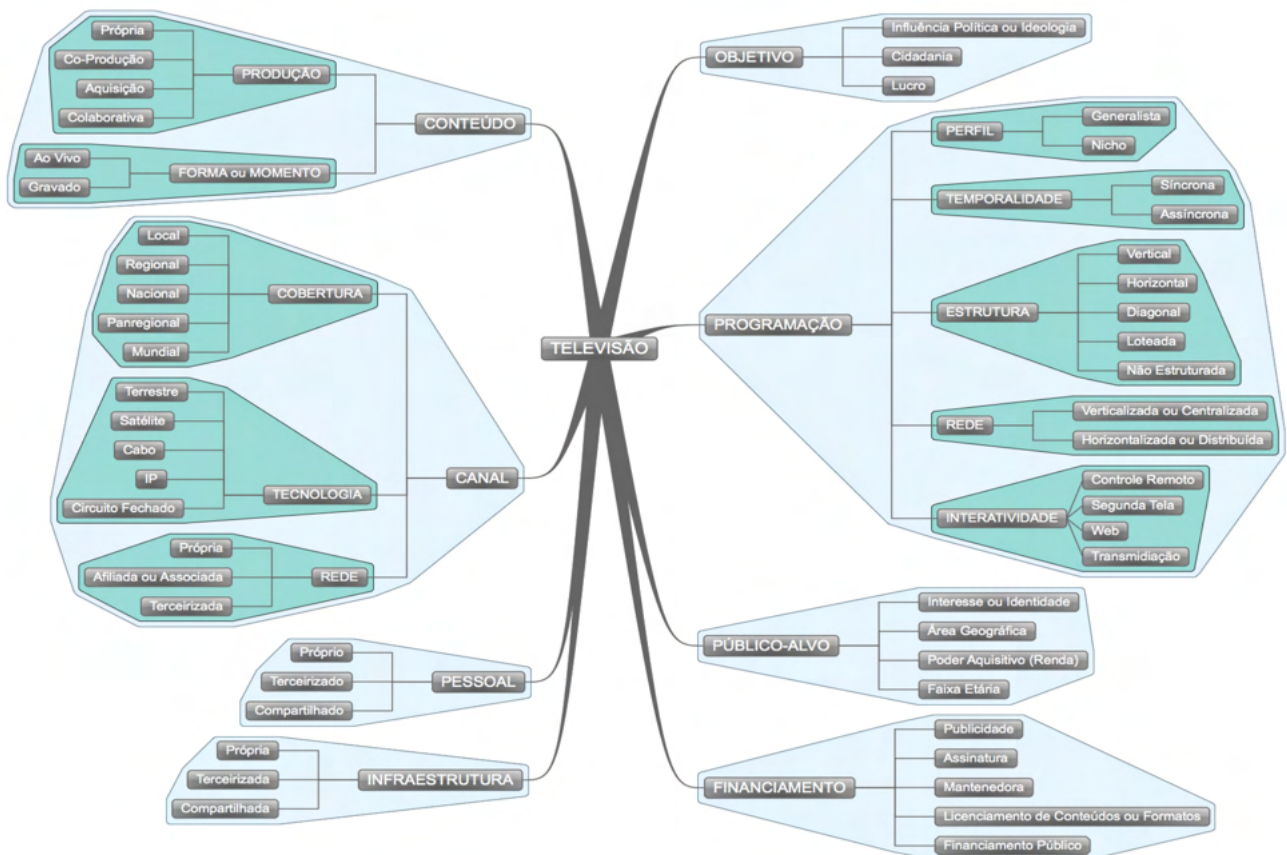 TELEVISÃO
CONTEÚDO
PRODUÇÃO
Própria
Co-Produção
Aquisição
Colaborativa
FORMA ou MOMENTO
Ao Vivo
Gravado
CANAL
COBERTURA
Local
Regional
Nacional
Panregional
Mundial
TECNOLOGIA
Terrestre
Satélite
Cabo
IP
Circuito Fechado
REDE
Própria
Afiliada ou Associada
Terceirizada
PESSOAL
Próprio
Terceirizado
Compartilhado
INFRAESTRUTURA
Própria
Terceirizada
Compartilhada
OBJETIVO
Influência Política ou Ideologia
Cidadania
Lucro
PROGRAMAÇÃO
PERFIL
Generalista
Nicho
TEMPORALIDADE
Síncrona
Assíncrona
ESTRUTURA
Vertical
Horizontal
Diagonal
Loteada
Não Estruturada
REDE
Verticalizada ou Centralizada
Horizontalizada ou Distribuída
INTERATIVIDADE
Controle Remoto
Segunda Tela
Web
Transmidiação
PÚBLICO-ALVO
Interesse ou Identidade
Área Geográfica
Poder Aquisitivo (Renda)
Faixa Etária
FINANCIAMENTO
Publicidade
Assinatura
Mantenedora
Licenciamento de Conteúdos ou Formatos
Financiamento Público